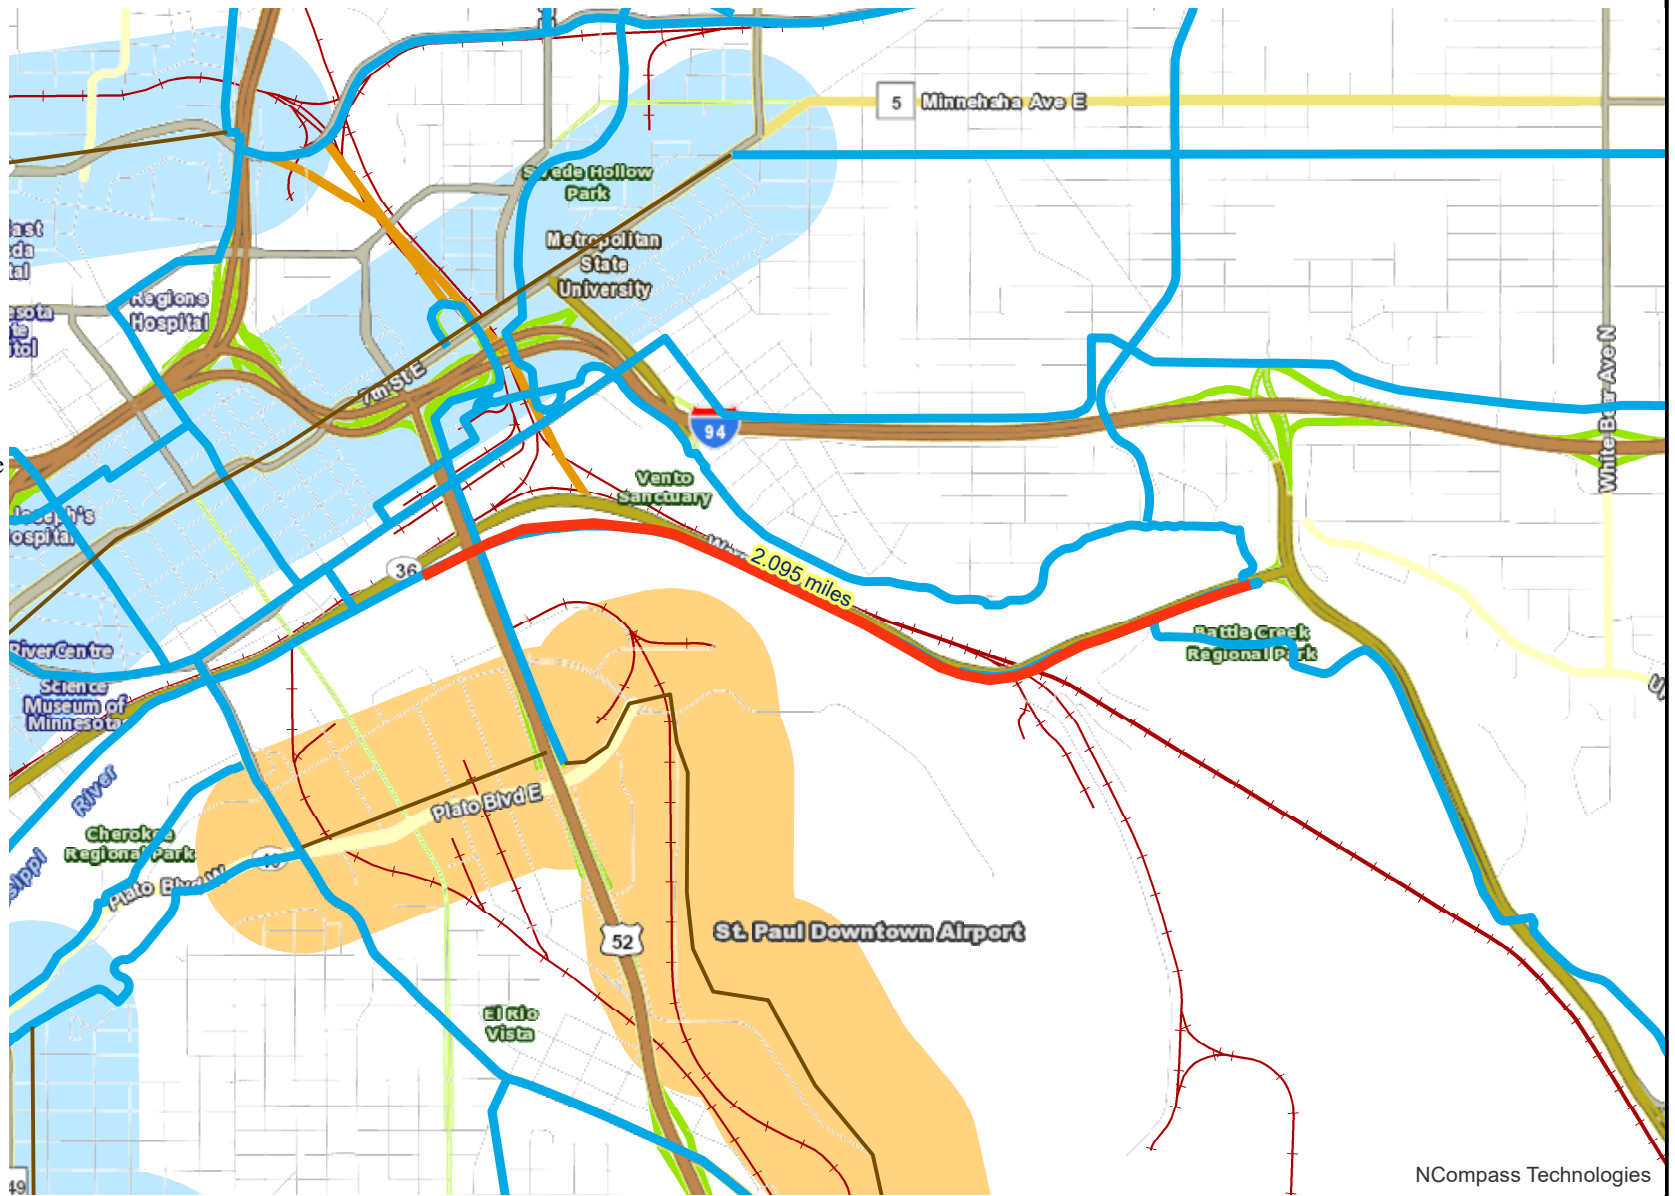 5
Minnehaha Ave E
Swede Hollow
Park
Metropolitan
State
University
Regions
Hospital
7th St E
94
White Bear Ave N
Vento
Sanctuary
36
2.095 miles
Battle Creek
Regional Park
RiverCentre
Science
Museum of
Minnesota
River
Cherokee
Regional Park
Plato Blvd E
Plato Blvd W
52
St. Paul Downtown Airport
El Rio
Vista
49
NCompass Technologies